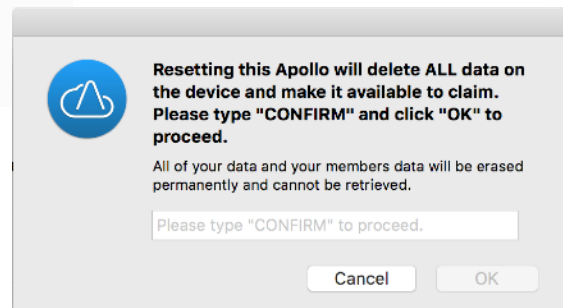 Resetting this Apollo will delete ALL data on
the device and make it available to claim.
Please type "CONFIRM" and click "OK" to
proceed.
All of your data and your members data will be erased
permanently and cannot be retrieved.
Please type "CONFIRM" to proceed.
Cancel
OK